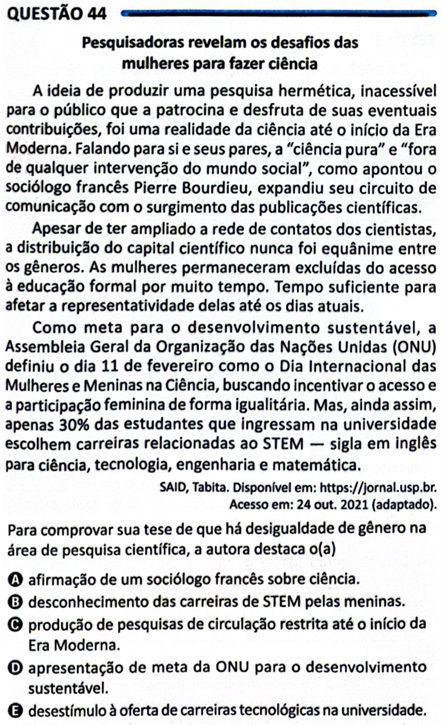 QUESTÃO 44
Pesquisadoras revelam os desafios das
mulheres para fazer ciência
A ideia de produzir uma pesquisa hermética, inacessível
para o público que a patrocina e desfruta de suas eventuais
contribuições, foi uma realidade da ciência até o início da Era
Moderna. Falando para si e seus pares, a “ciência pura” e “fora
de qualquer intervenção do mundo social”, como apontou o
sociólogo francês Pierre Bourdieu, expandiu seu circuito de
comunicação com o surgimento das publicações científicas.
Apesar de ter ampliado a rede de contatos dos cientistas,
a distribuição do capital científico nunca foi equânime entre
os gêneros. As mulheres permaneceram excluídas do acesso
à educação formal por muito tempo. Tempo suficiente para
afetar a representatividade delas até os dias atuais.
Como meta para o desenvolvimento sustentável, a
Assembleia Geral da Organização das Nações Unidas (ONU)
definiu o dia 11 de fevereiro como o Dia Internacional das
Mulheres e Meninas na Ciência, buscando incentivar o acesso e
a participação feminina de forma igualitária. Mas, ainda assim,
apenas 30% das estudantes que ingressam na universidade
escolhem carreiras relacionadas ao STEM — sigla em inglês
para ciência, tecnologia, engenharia e matemática.
SAID, Tabita. Disponível em: https://jornal.usp.br.
Acesso em: 24 out. 2021 (adaptado).
Para comprovar sua tese de que há desigualdade de gênero na
área de pesquisa científica, a autora destaca o(a)
A afirmação de um sociólogo francês sobre ciência.
B desconhecimento das carreiras de STEM pelas meninas.
C produção de pesquisas de circulação restrita até o início da
Era Moderna.
D apresentação de meta da ONU para o desenvolvimento
sustentável.
E desestímulo à oferta de carreiras tecnológicas na universidade.